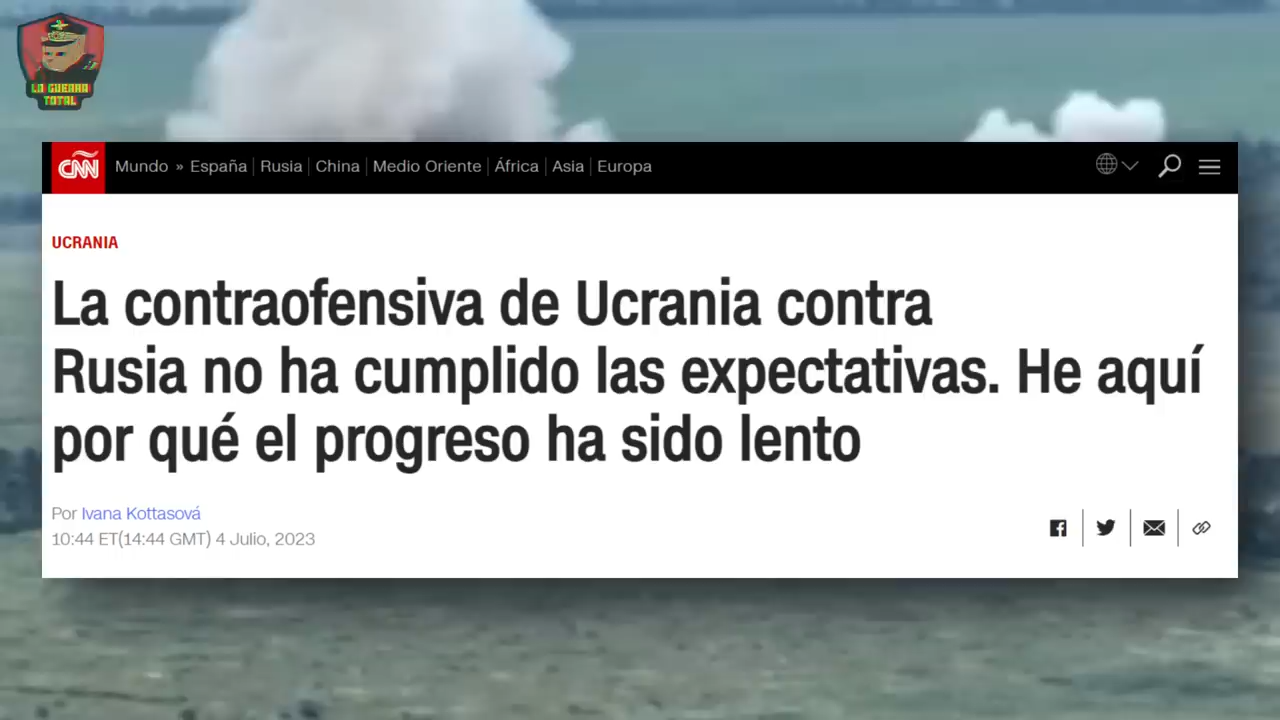 LA GUERRA
TOTAL
CNN Mundo » España | Rusia | China | Medio Oriente | África | Asia | Europa
UCRANIA
La contraofensiva de Ucrania contra
Rusia no ha cumplido las expectativas. He aquí
por qué el progreso ha sido lento
Por Ivana Kottasová
10:44 ET(14:44 GMT) 4 Julio, 2023